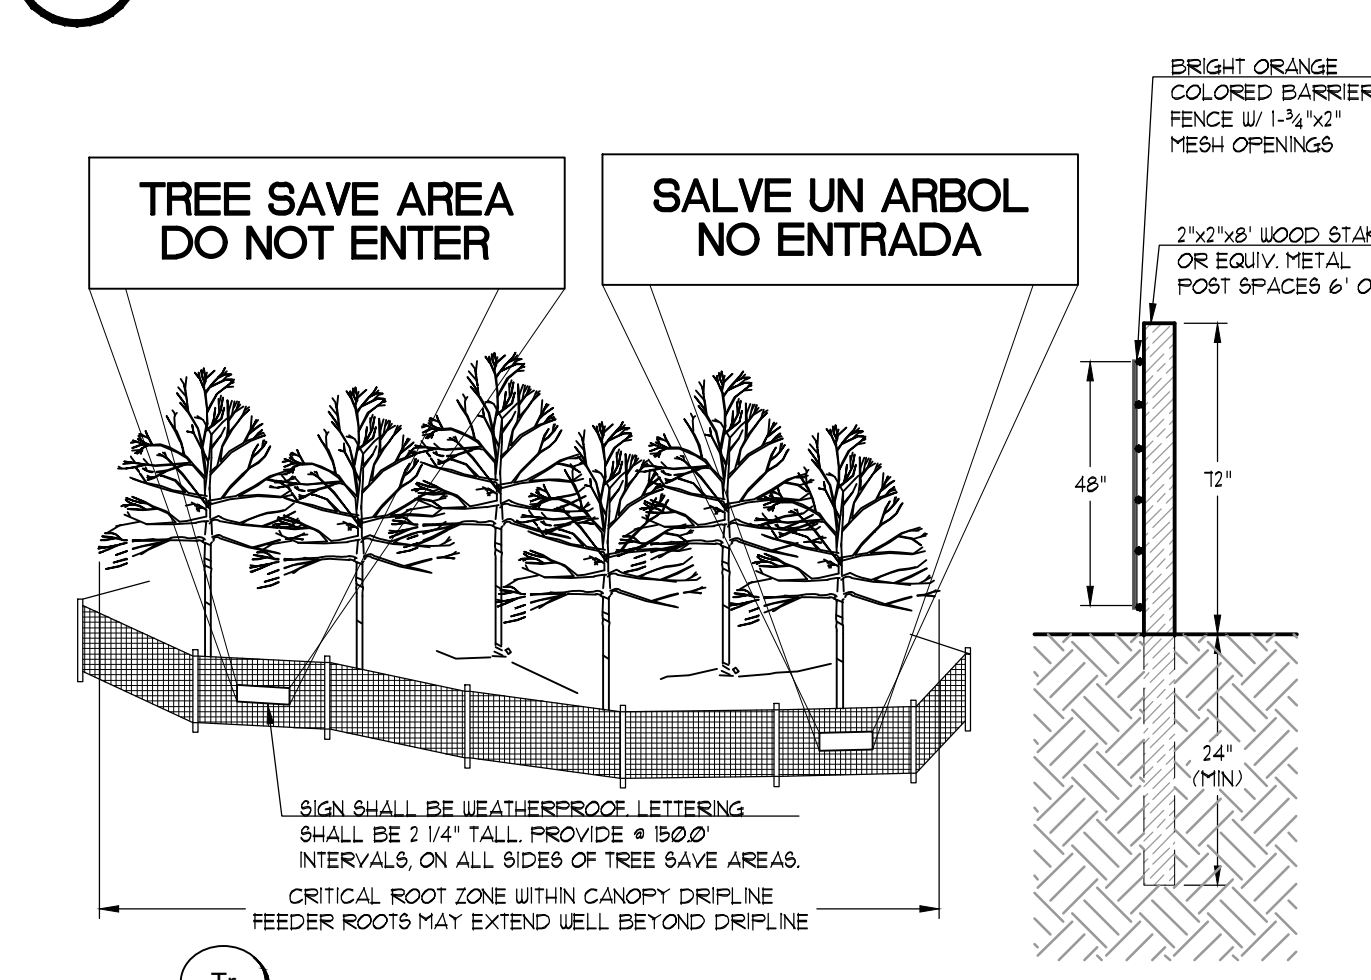 TREE SAVE AREA
DO NOT ENTER
SALVE UN ARBOL
NO ENTRADA
BRIGHT ORANGE
COLORED BARRIER
FENCE W/ 1-3/4"x2"
MESH OPENINGS
2"x2"x8' WOOD
OR EQUIV. METAL
POST SPACES 6'
48"
72"
24"
(MIN)
SIGN SHALL BE WEATHERPROOF. LETTERING
SHALL BE 2 1/4" TALL. PROVIDE @ 150.0'
INTERVALS, ON ALL SIDES OF TREE SAVE AREAS.
CRITICAL ROOT ZONE WITHIN CANOPY DRIPLINE
FEEDER ROOTS MAY EXTEND WELL BEYOND DRIPLINE